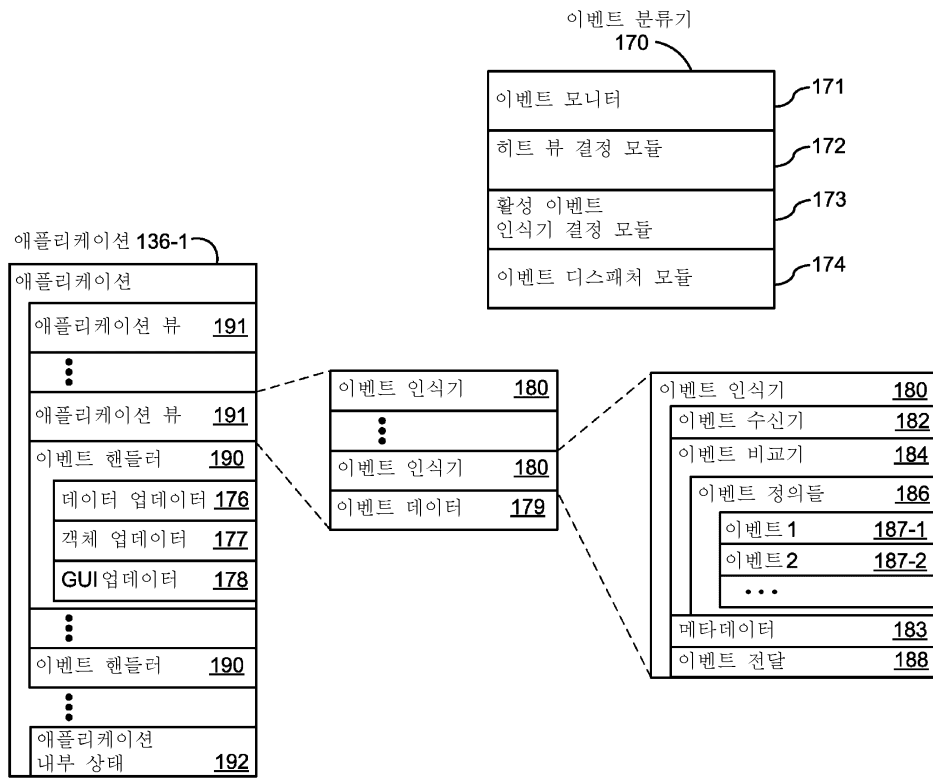 이벤트 분류기
170
이벤트 모니터 171
히트 뷰 결정 모듈 172
활성 이벤트
인식기 결정 모듈 173
이벤트 디스패처 모듈 174
애플리케이션 136-1
애플리케이션
애플리케이션 뷰 191
애플리케이션 뷰 191
이벤트 핸들러 190
데이터 업데이터 176
객체 업데이터 177
GUI 업데이터 178
이벤트 핸들러 190
애플리케이션
내부 상태 192
이벤트 인식기 180
이벤트 인식기 180
이벤트 데이터 179
이벤트 인식기 180
이벤트 수신기 182
이벤트 비교기 184
이벤트 정의들 186
이벤트 1 187-1
이벤트 2 187-2
메타데이터 183
이벤트 전달 188